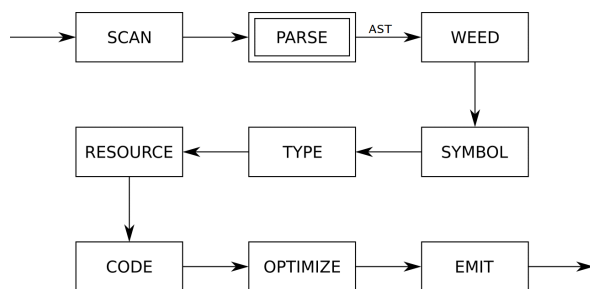 SCAN
PARSE
AST
WEED
RESOURCE
TYPE
SYMBOL
CODE
OPTIMIZE
EMIT